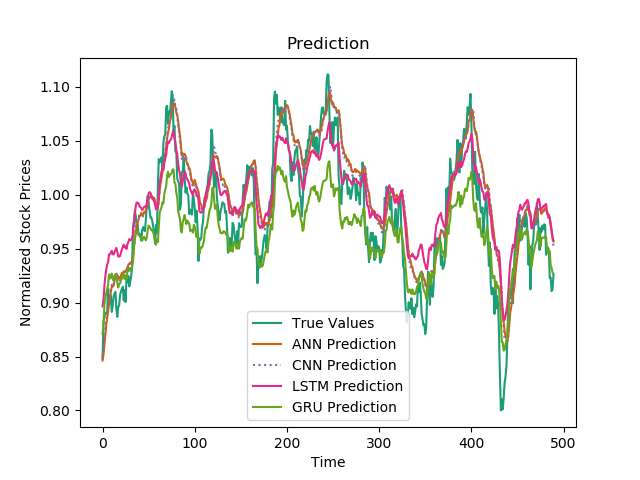 Prediction
Normalized Stock Prices
1.10
1.05
1.00
0.95
0.90
0.85
0.80
True Values
ANN Prediction
CNN Prediction
LSTM Prediction
GRU Prediction
0 100 200 300 400 500
Time